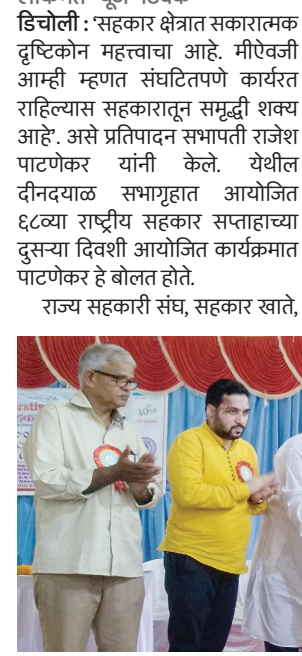 डिचोली : ‘सहकार क्षेत्रात सकारात्मक
दृष्टिकोन महत्त्वाचा आहे. मीऐवजी
आम्ही म्हणत संघटितपणे कार्यरत
राहिल्यास सहकारातून समृद्धी शक्य
आहे’. असे प्रतिपादन सभापती राजेश
पाटणेकर यांनी केले. येथील
दीनदयाळ सभागृहात आयोजित
६८व्या राष्ट्रीय सहकार सप्ताहाच्या
दुसऱ्या दिवशी आयोजित कार्यक्रमात
पाटणेकर हे बोलत होते.
राज्य सहकारी संघ, सहकार खाते,